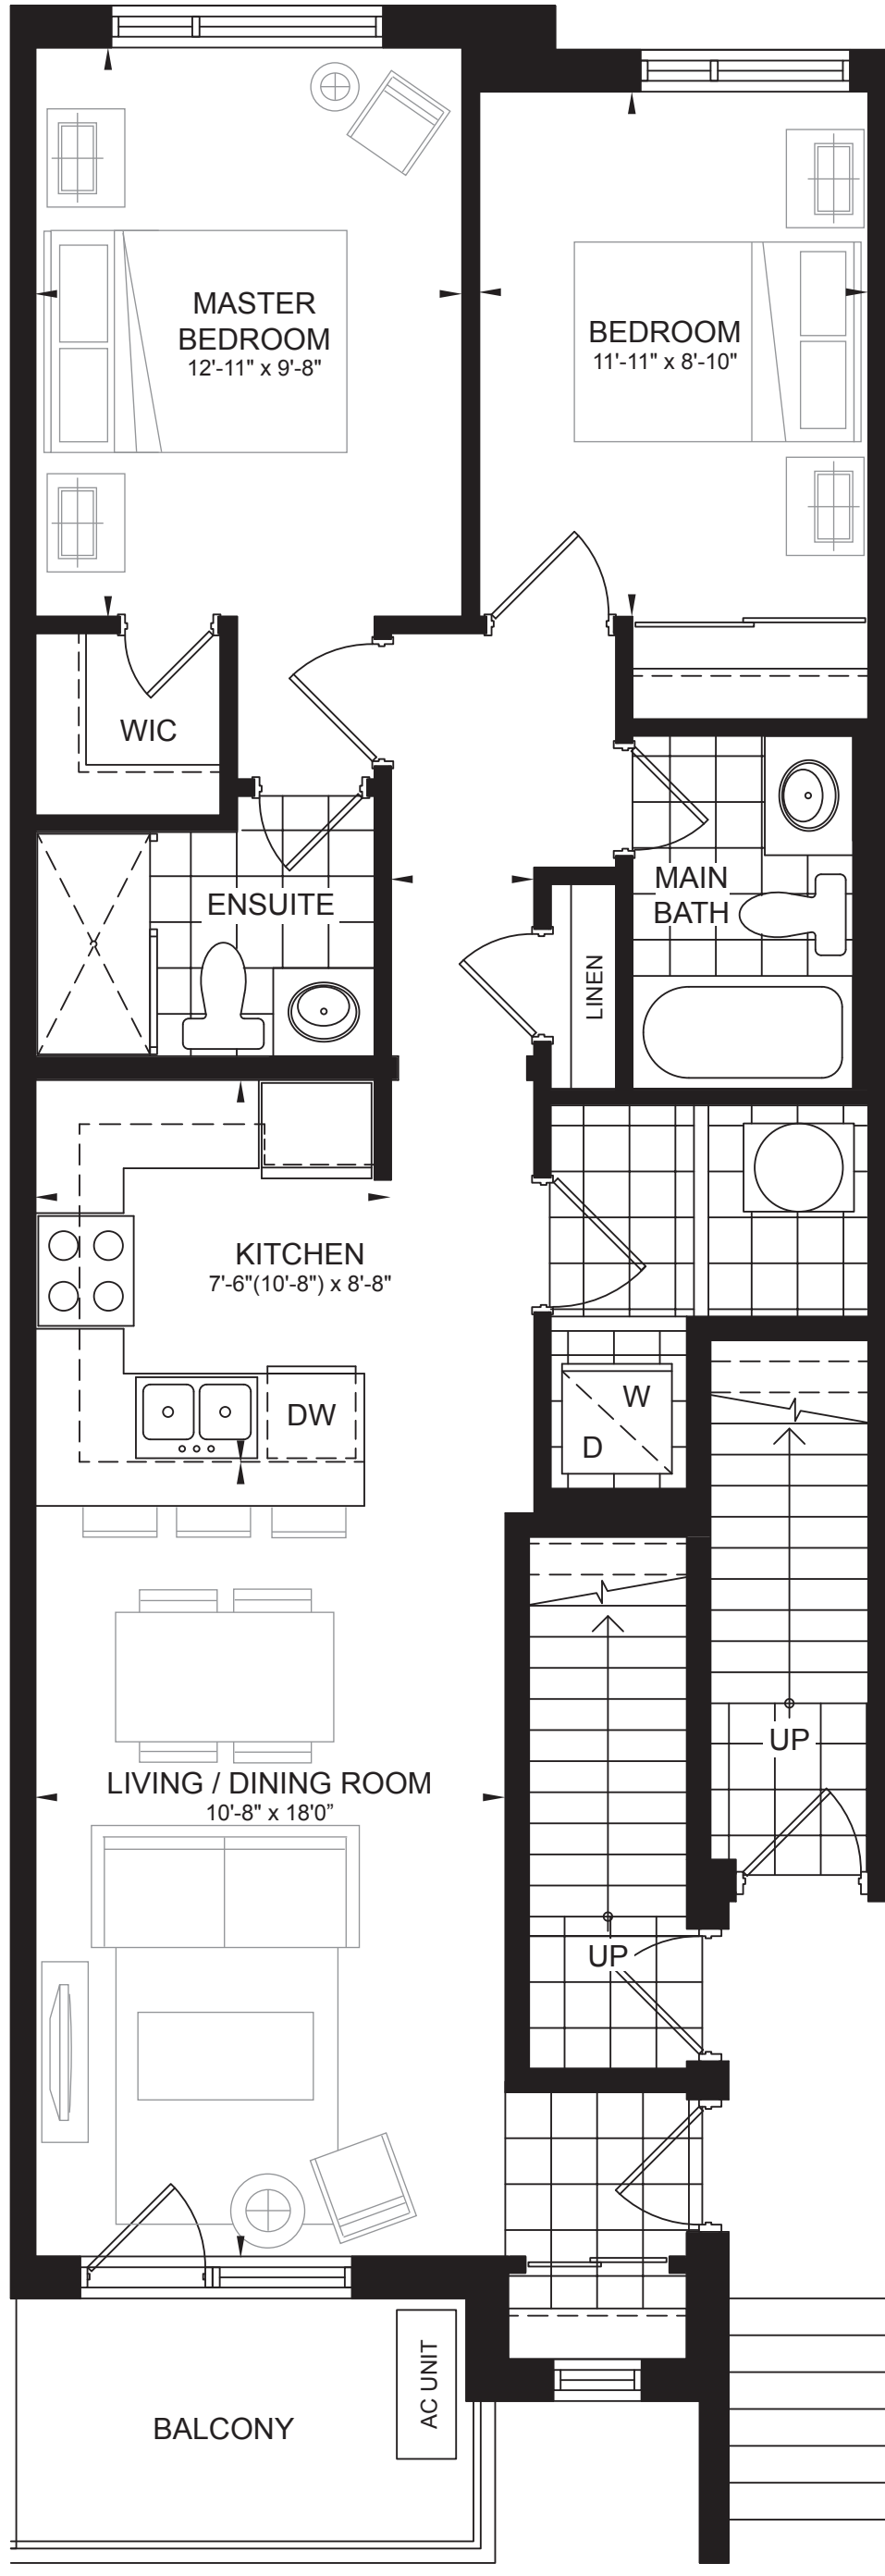 MASTER
BEDROOM
12'-11" x 9'-8"
BEDROOM
11'-11" x 8'-10"
WIC
ENSUITE
MAIN
BATH
LINEN
KITCHEN
7'-6"(10'-8") x 8'-8"
DW
W
D
UP
LIVING / DINING ROOM
10'-8" x 18'0”
UP
AC UNIT
BALCONY